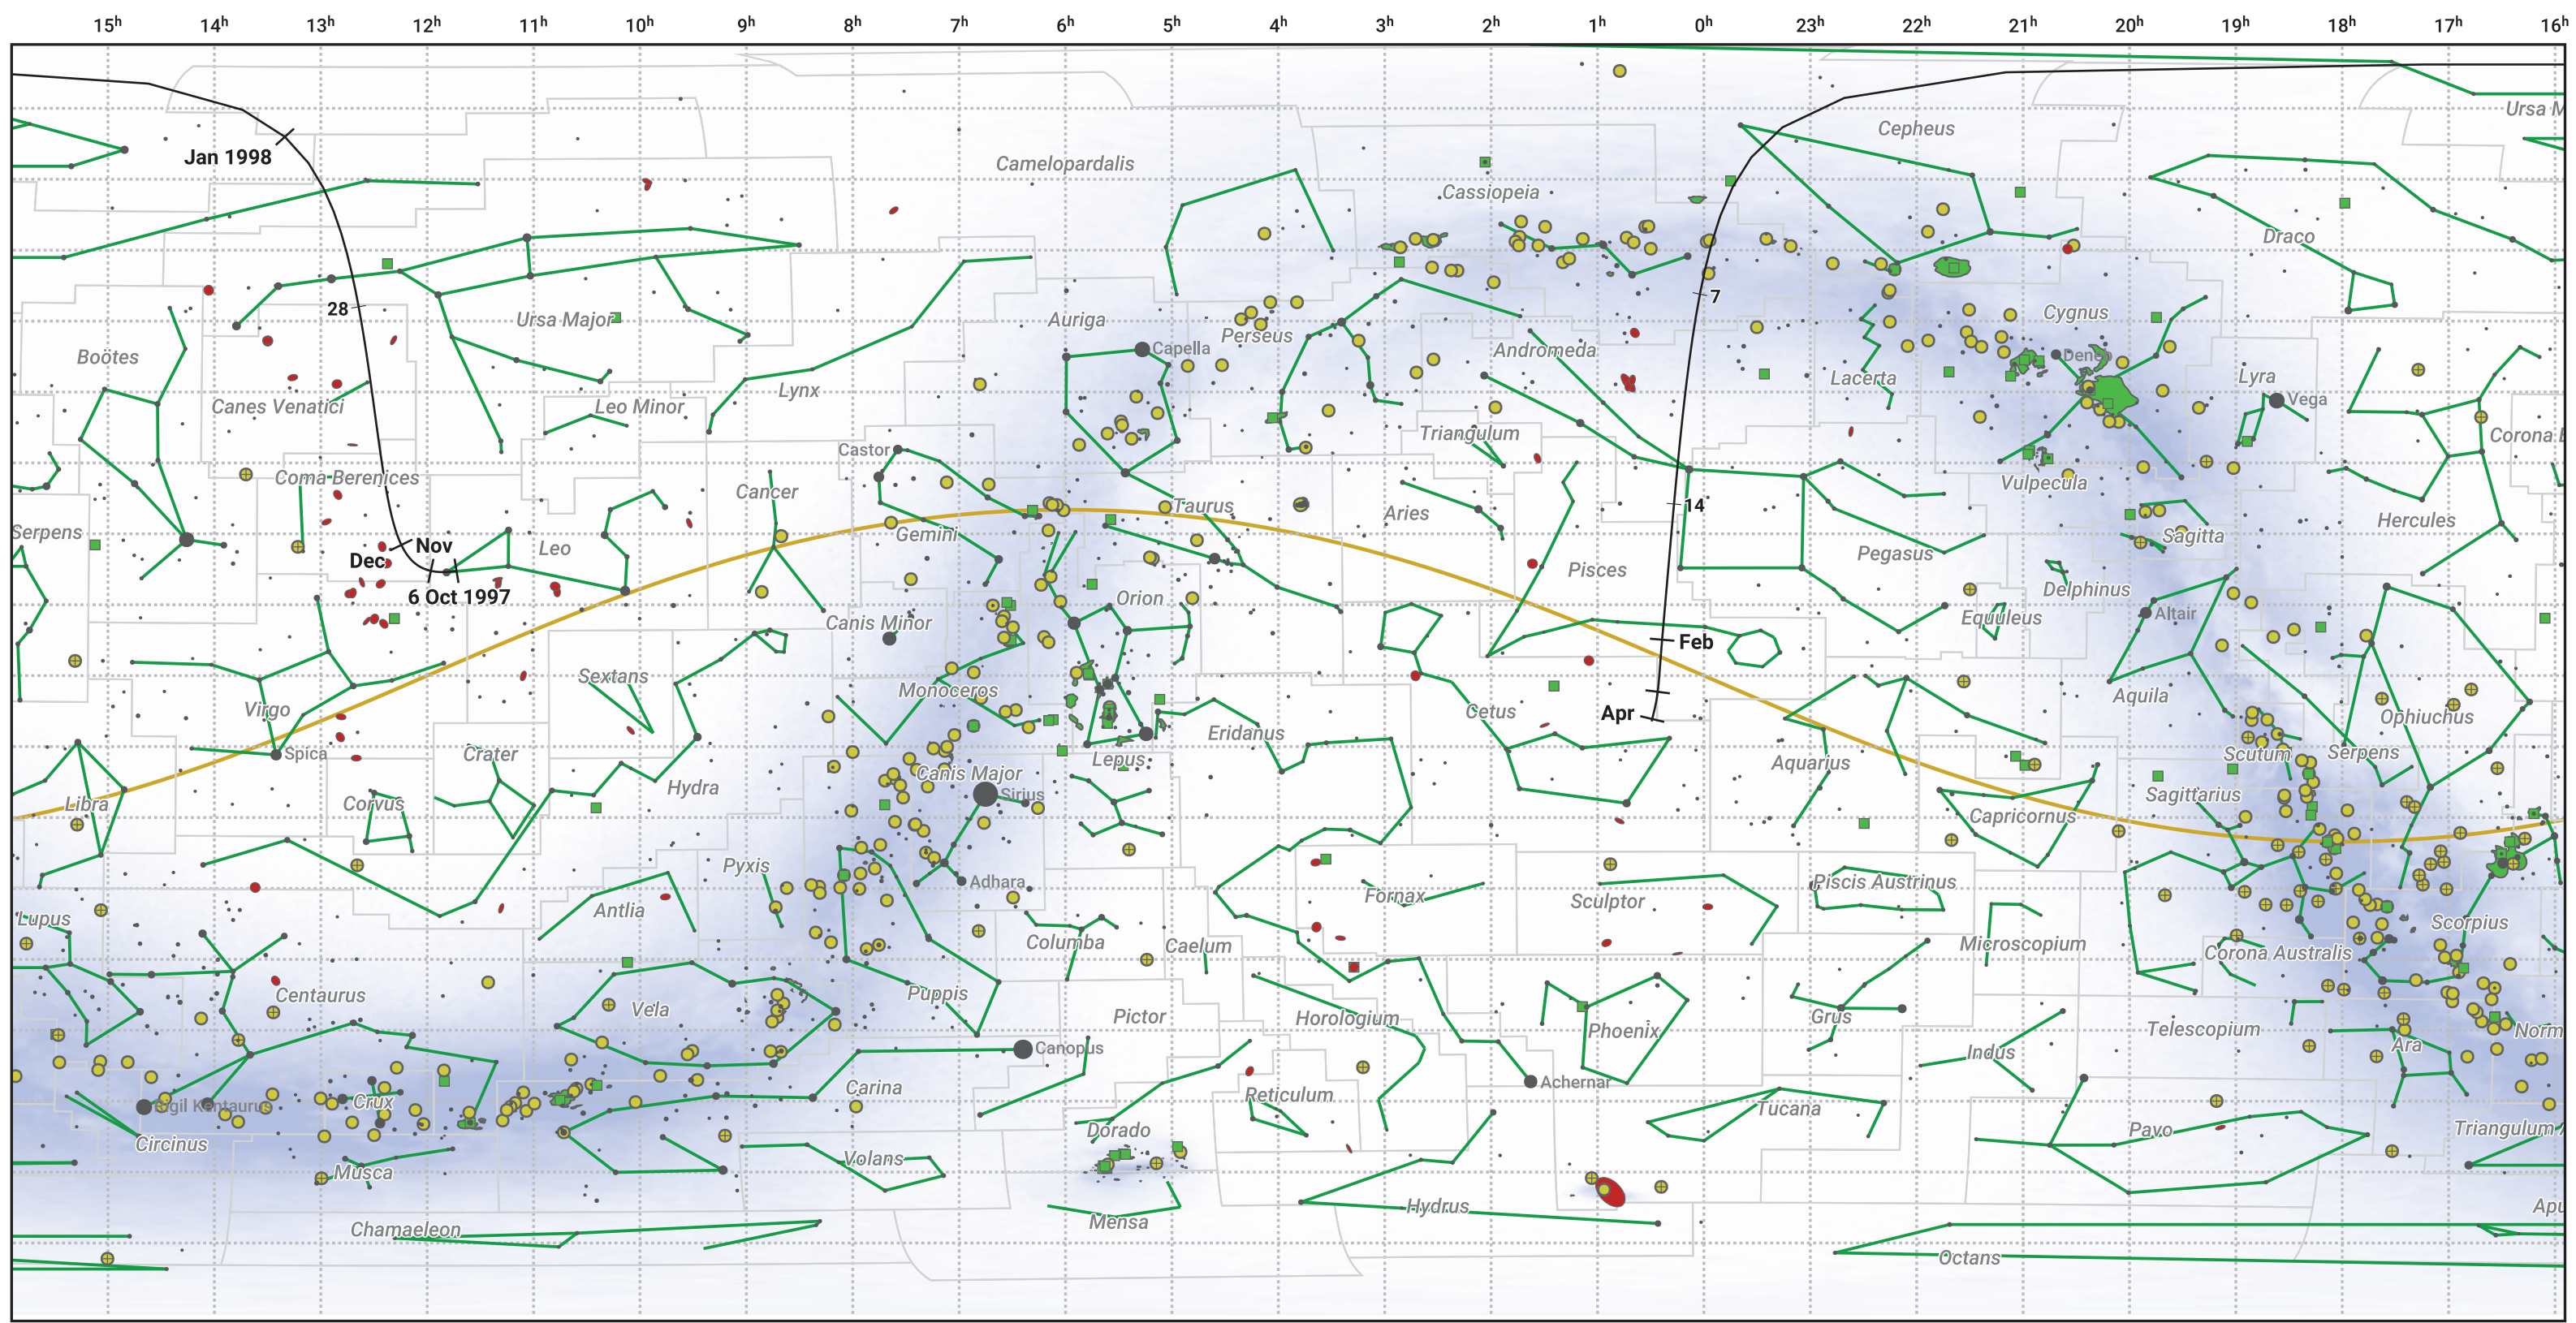 15h 14h 13h 12h 11h 10h 9h 8h 7h 6h 5h 4h 3h 2h 1h 0h 23h 22h 21h 20h 19h 18h 17h 16h
Ursa M
Cepheus
Jan 1998
Camelopardalis
Cassiopeia
Draco
7
28
Ursa Major
Auriga
Perseus
Cygnus
Boötes
Capella
Andromeda
Deneb
Lynx
Lacerta
Lyra
Canes Venatici
Leo Minor
Vega
Triangulum
Corona B
Castor
Coma Berenices
Cancer
Vulpecula
Taurus
14
Aries
Hercules
Serpens
Gemini
Sagitta
Nov
Leo
Dec
Pegasus
Pisces
6 Oct 1997
Orion
Delphinus
Altair
Equuleus
Canis Minor
Feb
Sextans
Monoceros
Aquila
Virgo
Cetus
Apr
Ophiuchus
Eridanus
Spica
Crater
Lepus
Scutum
Serpens
Aquarius
Canis Major
Hydra
Sirius
Sagittarius
Libra
Corvus
Capricornus
Pyxis
Adhara
Piscis Austrinus
Fornax
Sculptor
Antlia
Lupus
Scorpius
Columba
Caelum
Microscopium
Corona Australis
Centaurus
Puppis
Vela
Pictor
Horologium
Grus
Phoenix
Telescopium
Norm
Canopus
Ara
Indus
Achernar
Carina
Reticulum
Crux
Rigil Kentaurus
Tucana
Dorado
Pavo
Triangulum A
Circinus
Volans
Musca
Hydrus
Apu
Mensa
Chamaeleon
Octans